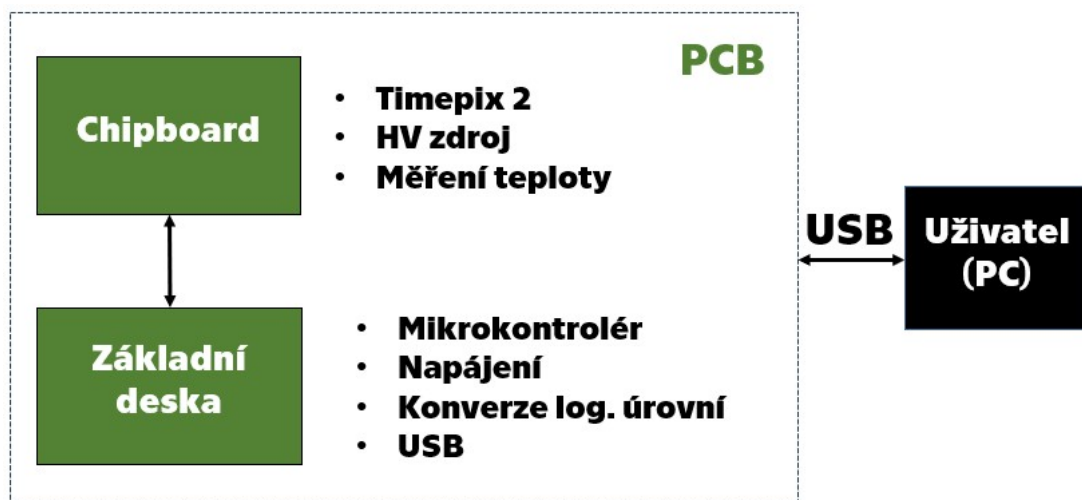 PCB
Chipboard
• Timepix 2
• HV zdroj
• Měření teploty
USB
Uživatel
(PC)
Základní
deska
• Mikrokontrolér
• Napájení
• Konverze log. úrovní
• USB